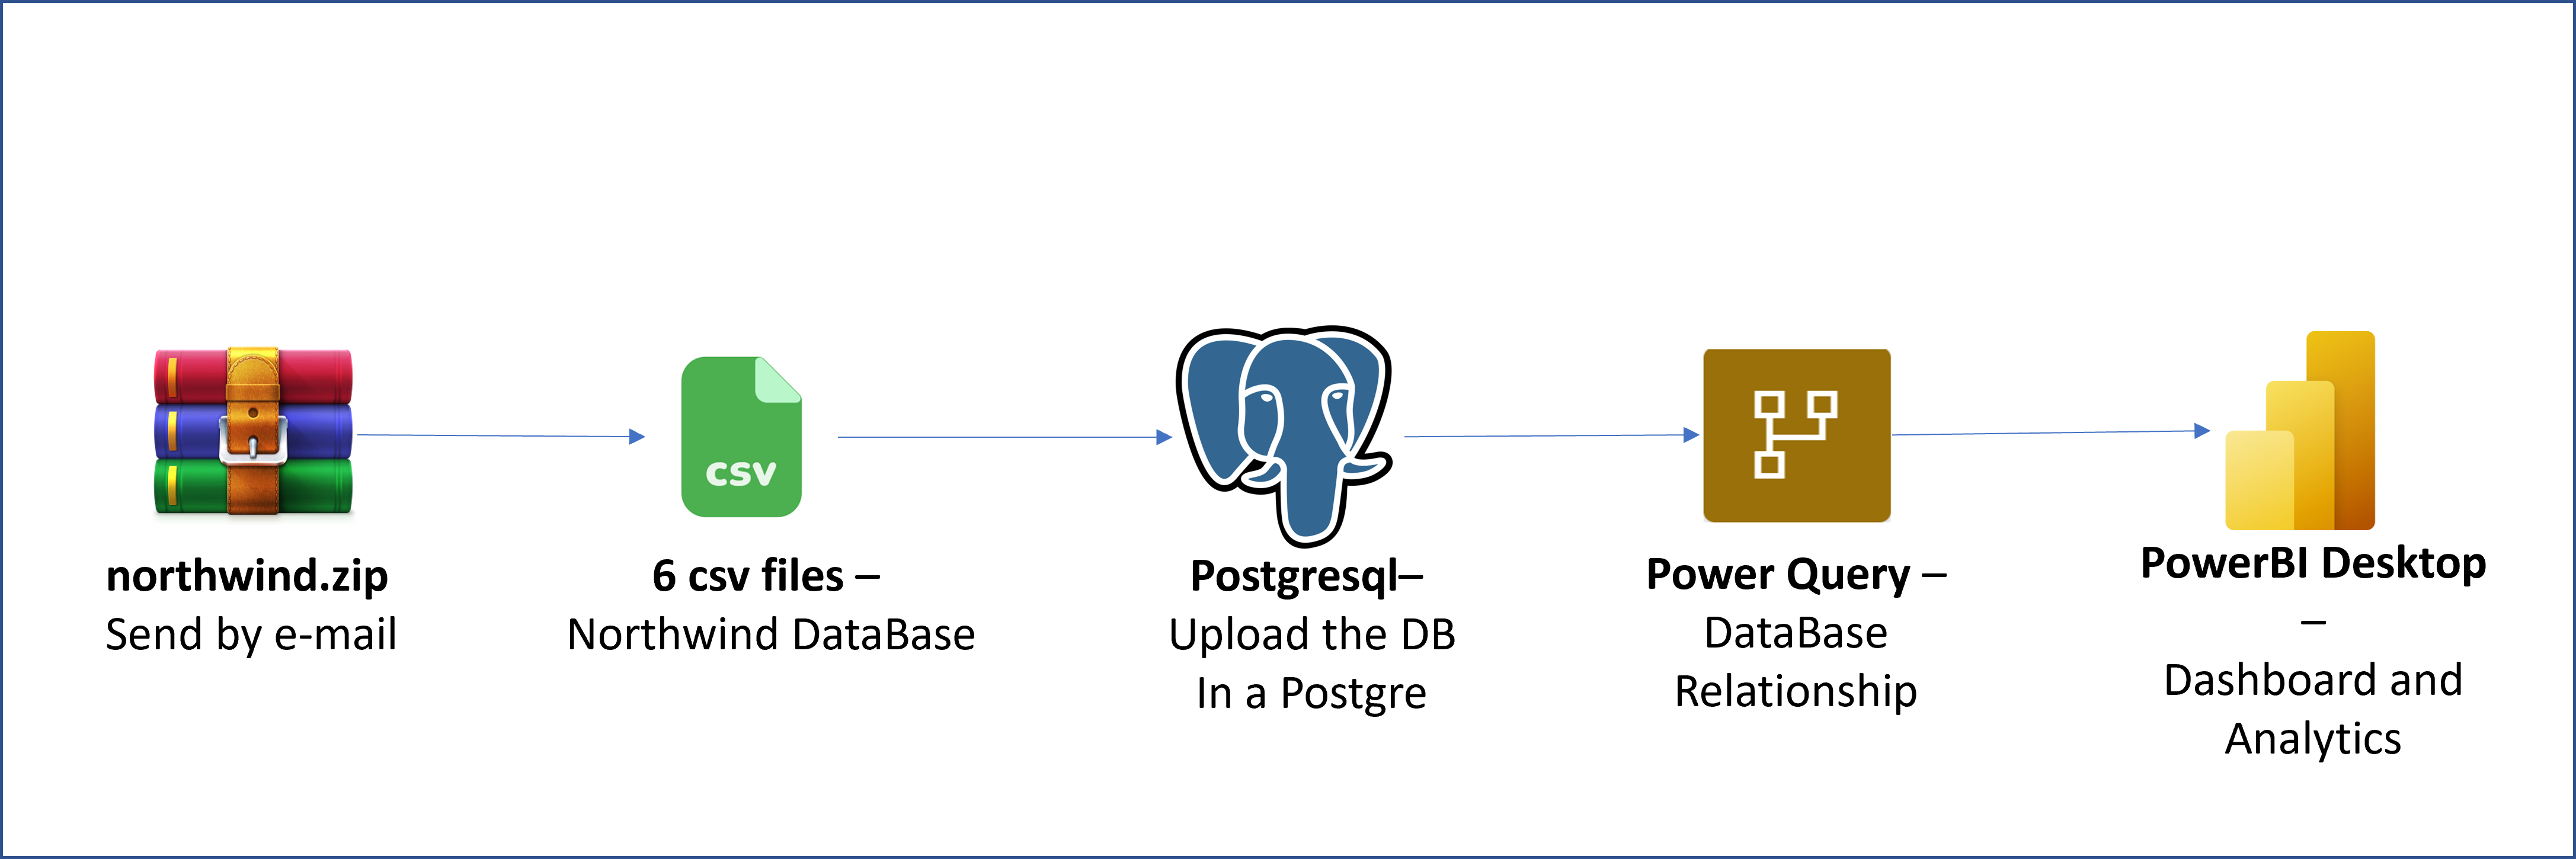 csv
northwind.zip
Send by e-mail
6 csv files –
Northwind DataBase
Postgresql–
Upload the DB
In a Postgre
Power Query –
DataBase
Relationship
PowerBI Desktop
–
Dashboard and
Analytics